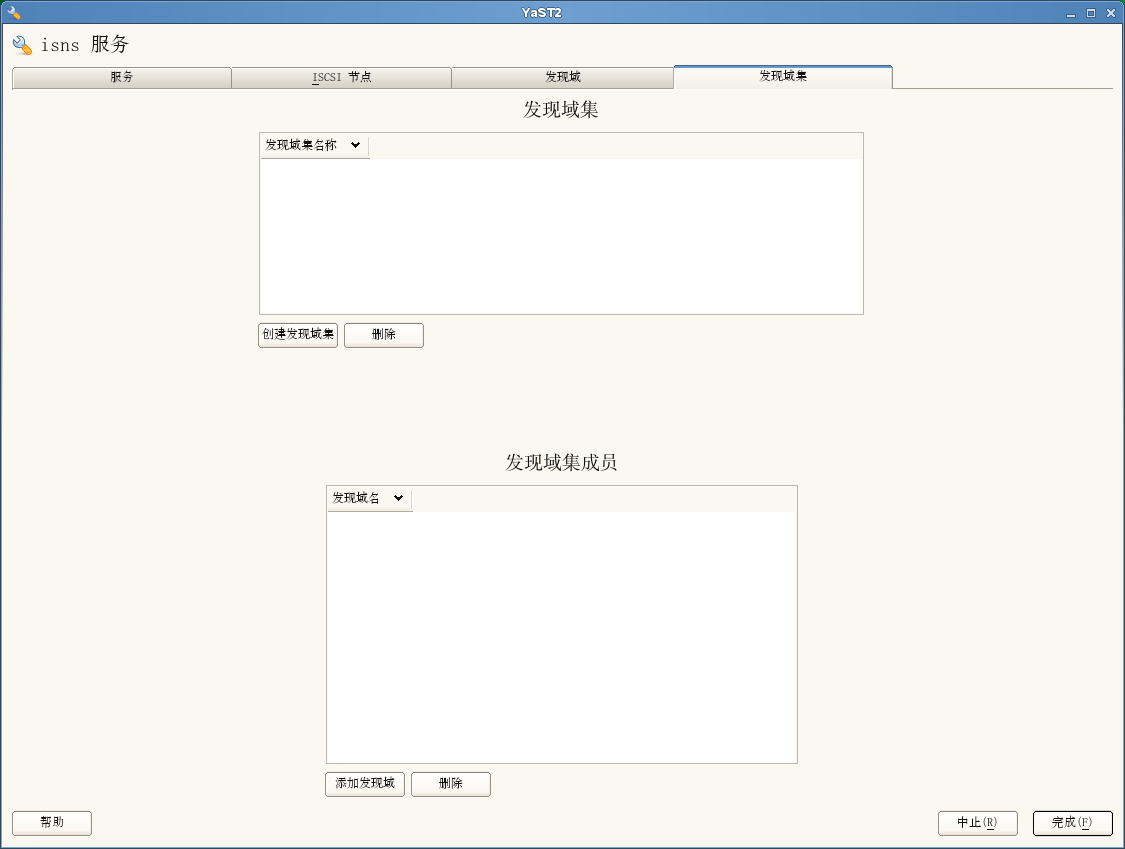 YaST2
isns 服务
服务 ISCSI 节点 发现域 发现域集
发现域集
发现域集名称
创建发现域集 删除
发现域集成员
发现域名
添加发现域 删除
帮助 中止(R) 完成(F)